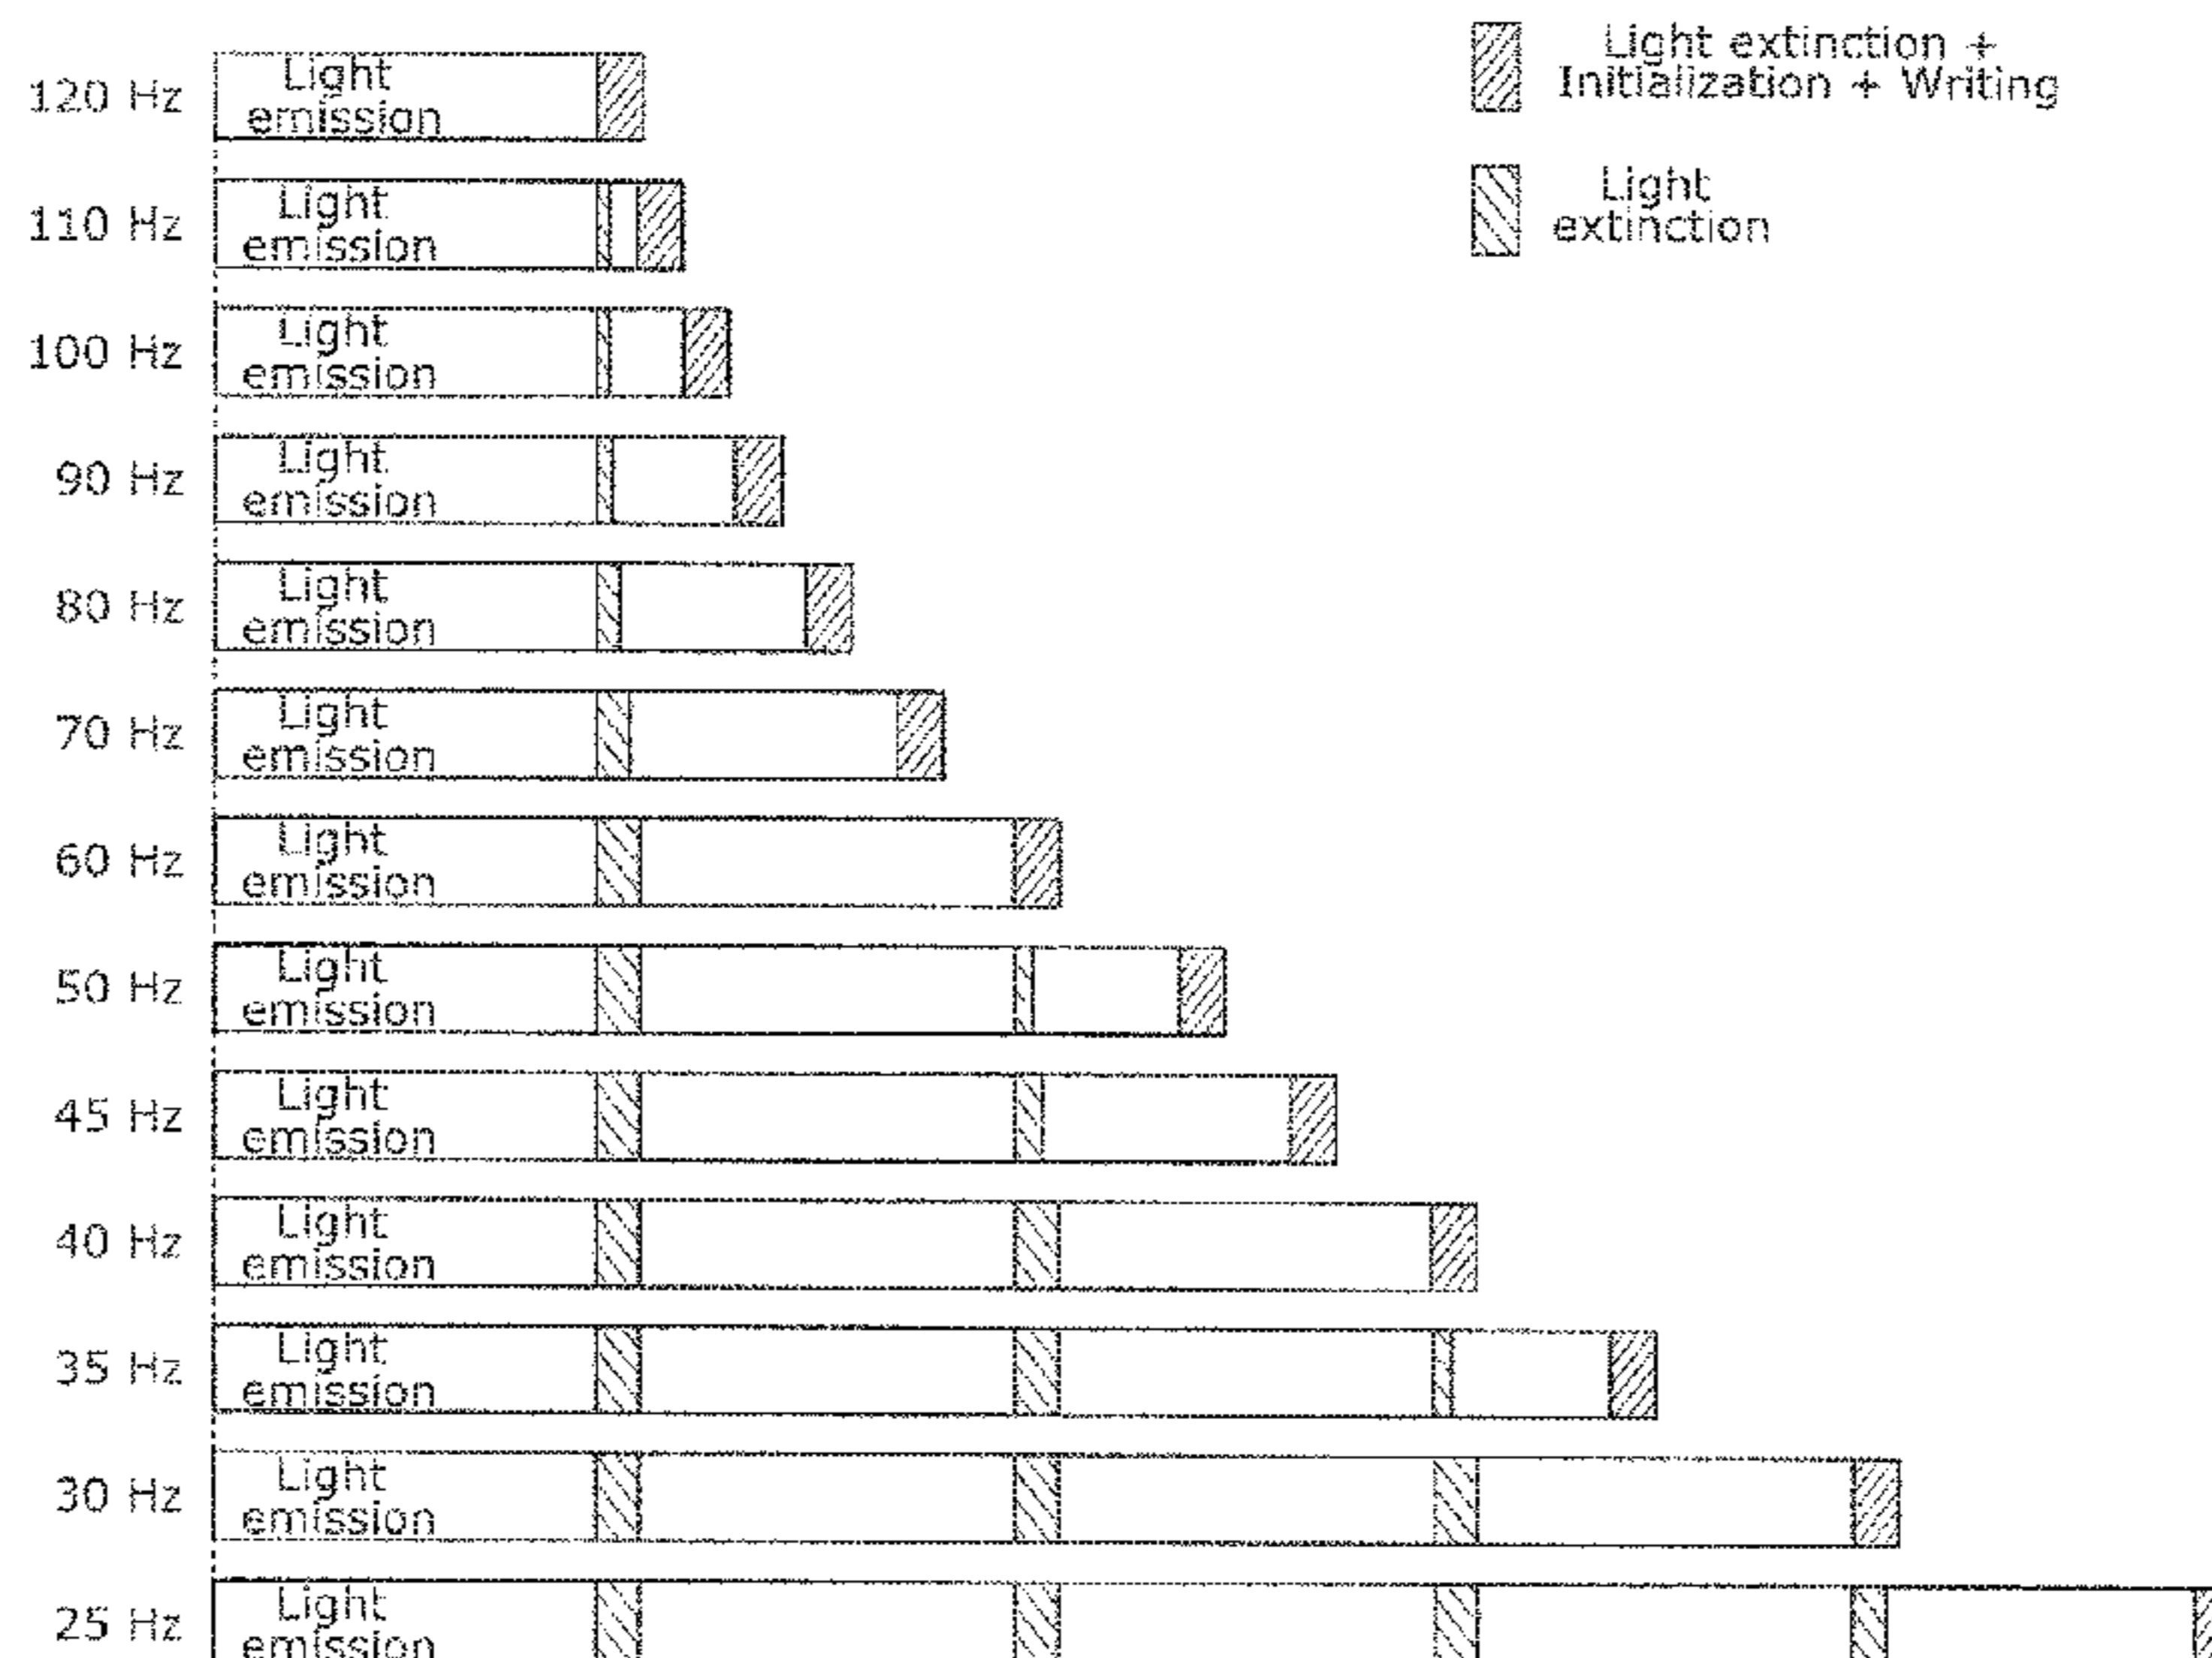 Light extinction +
Initialization + Writing
Light
extinction
120 Hz
Light
emission
110 Hz
Light
emission
100 Hz
Light
emission
90 Hz
Light
emission
80 Hz
Light
emission
70 Hz
Light
emission
60 Hz
Light
emission
50 Hz
Light
emission
45 Hz
Light
emission
40 Hz
Light
emission
35 Hz
Light
emission
30 Hz
Light
emission
25 Hz
Light
emission